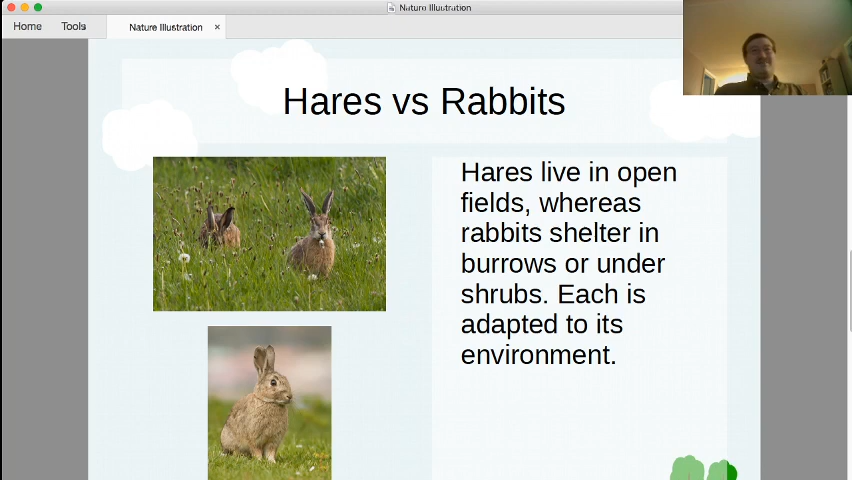 Nature Illustration
Home
Tools
Nature Illustration ×
Hares vs Rabbits
Hares live in open
fields, whereas
rabbits shelter in
burrows or under
shrubs. Each is
adapted to its
environment.